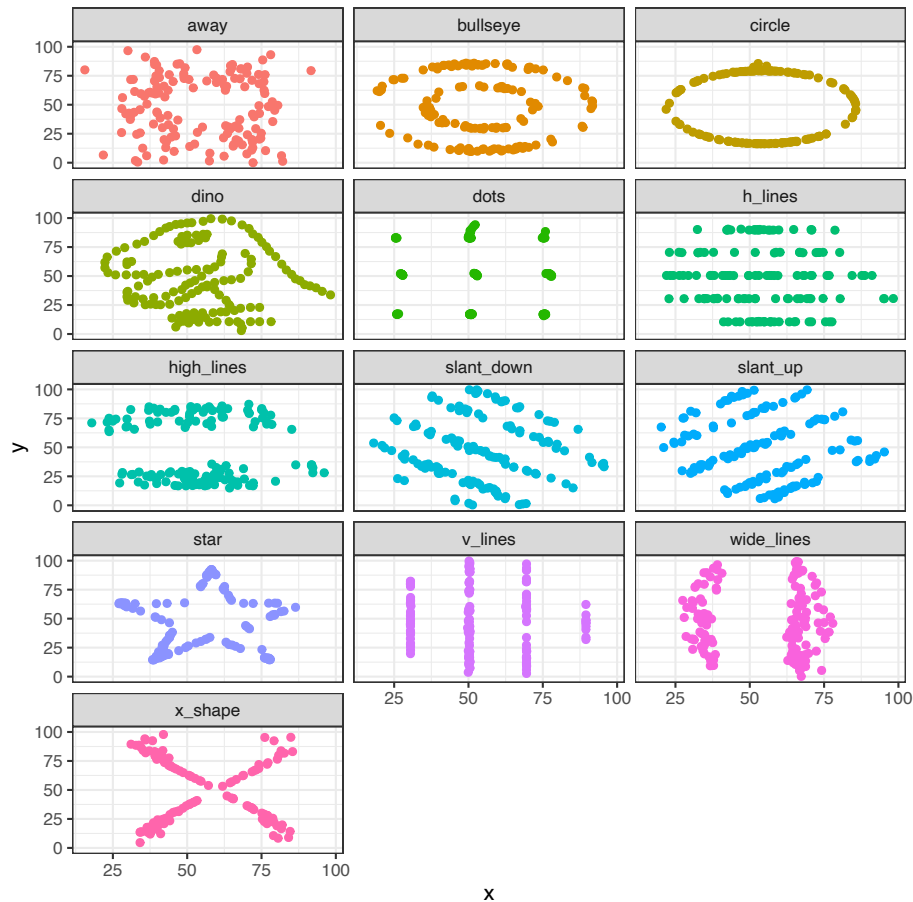 away bullseye circle
100
75
50
25
0
dino dots h_lines
100
75
50
25
0
high_lines slant_down slant_up
100
75
50
25
0
y
star v_lines wide_lines
100
75
50
25
0
25 50 75 100 25 50 75 100
x_shape
100
75
50
25
0
25 50 75 100
x